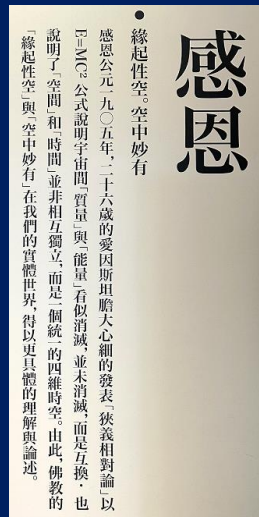 感恩
●緣起性空。空中妙有
感恩公元一九○五年，二十六歲的愛因斯坦膽大心細的發表「狹義相對論」以
E=MC² 公式說明宇宙間「質量」與「能量」看似消滅，並未消滅，而是互換．也
說明了「空間」和「時間」並非相互獨立，而是一個統一的四維時空。由此，佛教的
「緣起性空」與「空中妙有」在我們的實體世界，得以更具體的理解與論述。